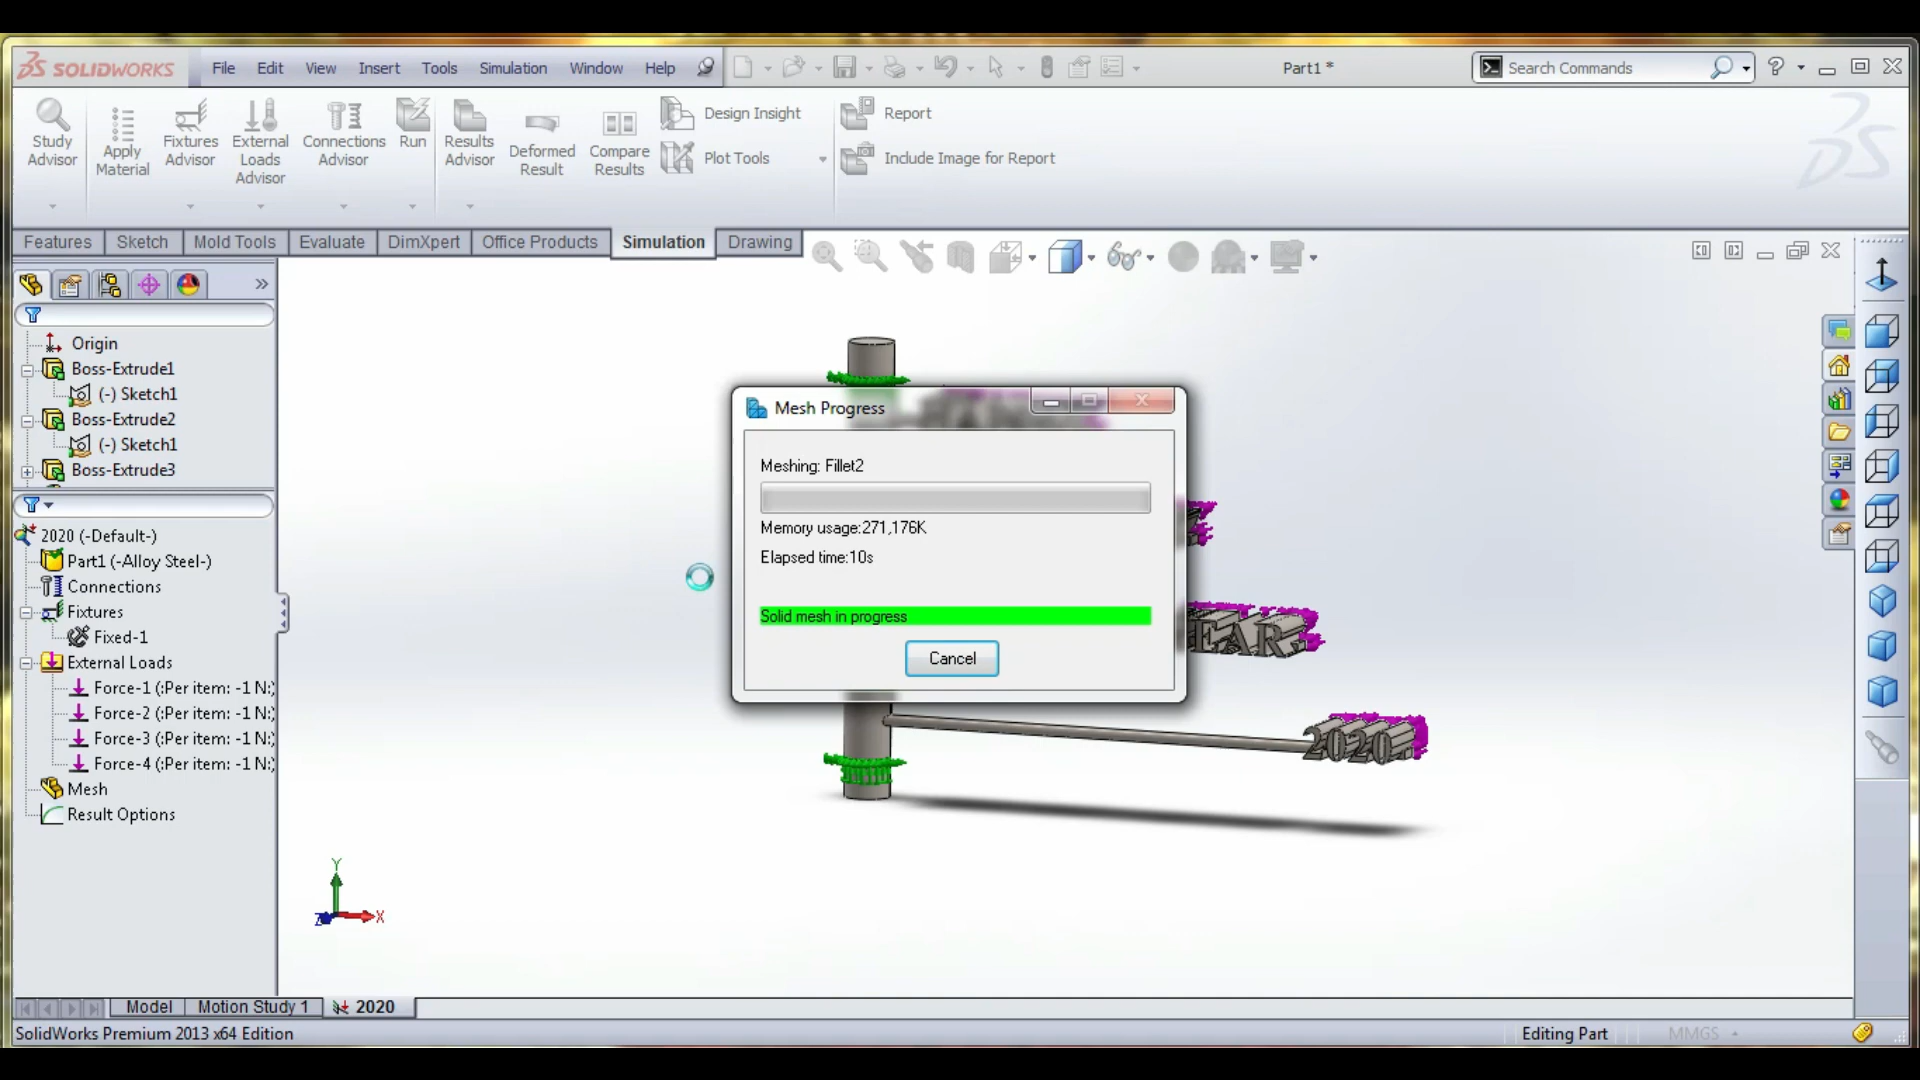 SOLIDWORKS File Edit View Insert Tools Simulation Window Help Part1 * Search Commands
Study Advisor
Apply Material
Fixtures Advisor
External Loads Advisor
Connections Advisor
Run
Results Advisor
Deformed Result
Compare Results
Design Insight
Plot Tools
Report
Include Image for Report
Features Sketch Mold Tools Evaluate DimXpert Office Products Simulation Drawing
Origin
Boss-Extrude1
(-) Sketch1
Boss-Extrude2
(-) Sketch1
Boss-Extrude3
2020 (-Default-)
Part1 (-Alloy Steel-)
Connections
Fixtures
Fixed-1
External Loads
Force-1 (:Per item: -1 N:)
Force-2 (:Per item: -1 N:)
Force-3 (:Per item: -1 N:)
Force-4 (:Per item: -1 N:)
Mesh
Result Options
Mesh Progress
Meshing: Fillet2
Memory usage:271,176K
Elapsed time:10s
Solid mesh in progress
Cancel
EAR
2020
Y
X
Z
Model Motion Study 1 2020
SolidWorks Premium 2013 x64 Edition
Editing Part
MMGS